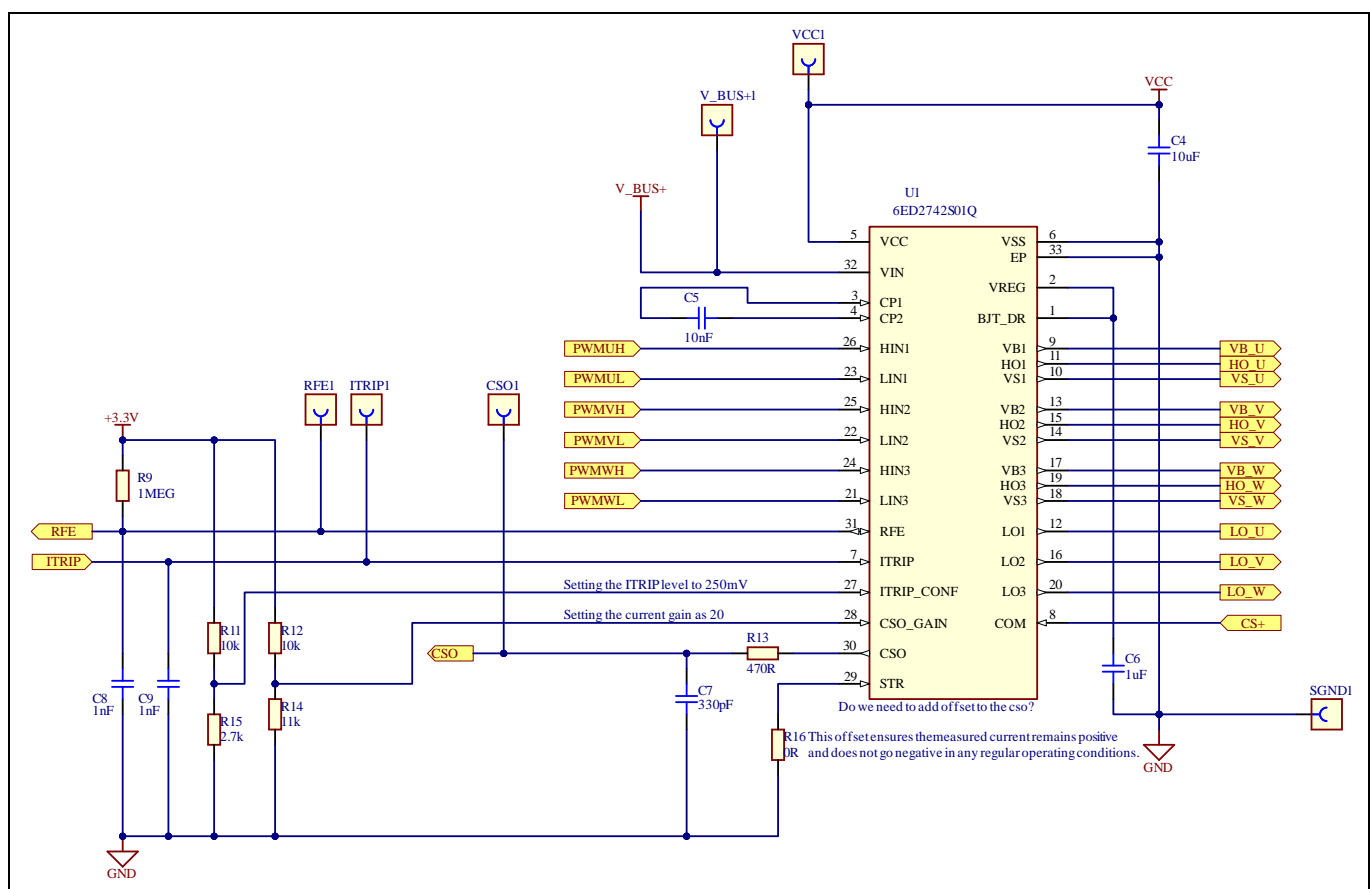 VCC1
VCC
V_BUS+1
C4
10uF
V_BUS+
U1
6ED2742S01Q
5 VCC VSS 6
EP 33
32 VIN
VREG 2
3 CP1
C5
4 CP2 BJT_DR 1
10nF
PWMUH 26 HIN1 VB1 9 VB_U
HO1 11 HO_U
PWMUL 23 LIN1 VS1 10 VS_U
RFE1 ITRIP1 CSO1
PWMVH 25 HIN2 VB2 13 VB_V
+3.3V
HO2 15 HO_V
PWMVL 22 LIN2 VS2 14 VS_V
PWMWH 24 HIN3 VB3 17 VB_W
R9
1MEG
HO3 19 HO_W
PWMWL 21 LIN3 VS3 18 VS_W
RFE 31 RFE LO1 12 LO_U
ITRIP 7 ITRIP LO2 16 LO_V
Setting the ITRIP level to 250mV
27 ITRIP_CONF LO3 20 LO_W
Setting the current gain as 20
28 CSO_GAIN COM 8 CS+
R11
10k
R12
10k
R13
470R
CSO 30 CSO
C6
1uF
29 STR
C7
330pF
C8
1nF
C9
1nF
SGND1
R14
11k
Do we need to add offset to the cso?
R15
2.7k
R16 This offset ensures themeasured current remains positive
0R and does not go negative in any regular operating conditions.
GND
GND